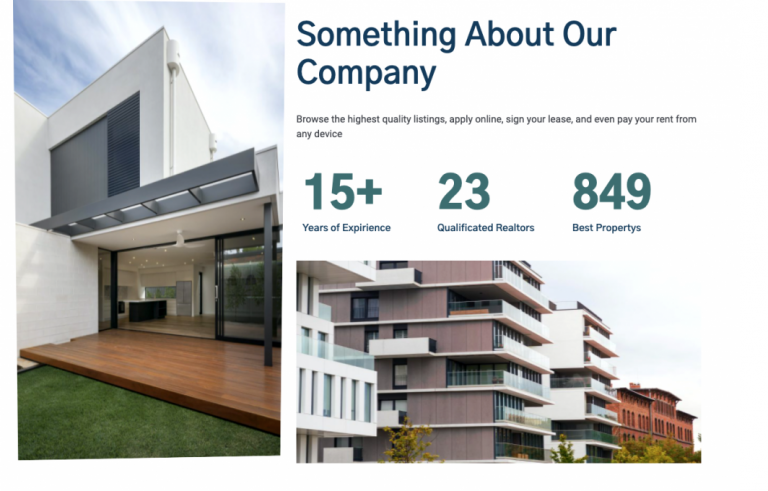 Something About Our
Company
Browse the highest quality listings, apply online, sign your lease, and even pay your rent from
any device
15+
23
849
Years of Expirience
Qualificated Realtors
Best Propertys